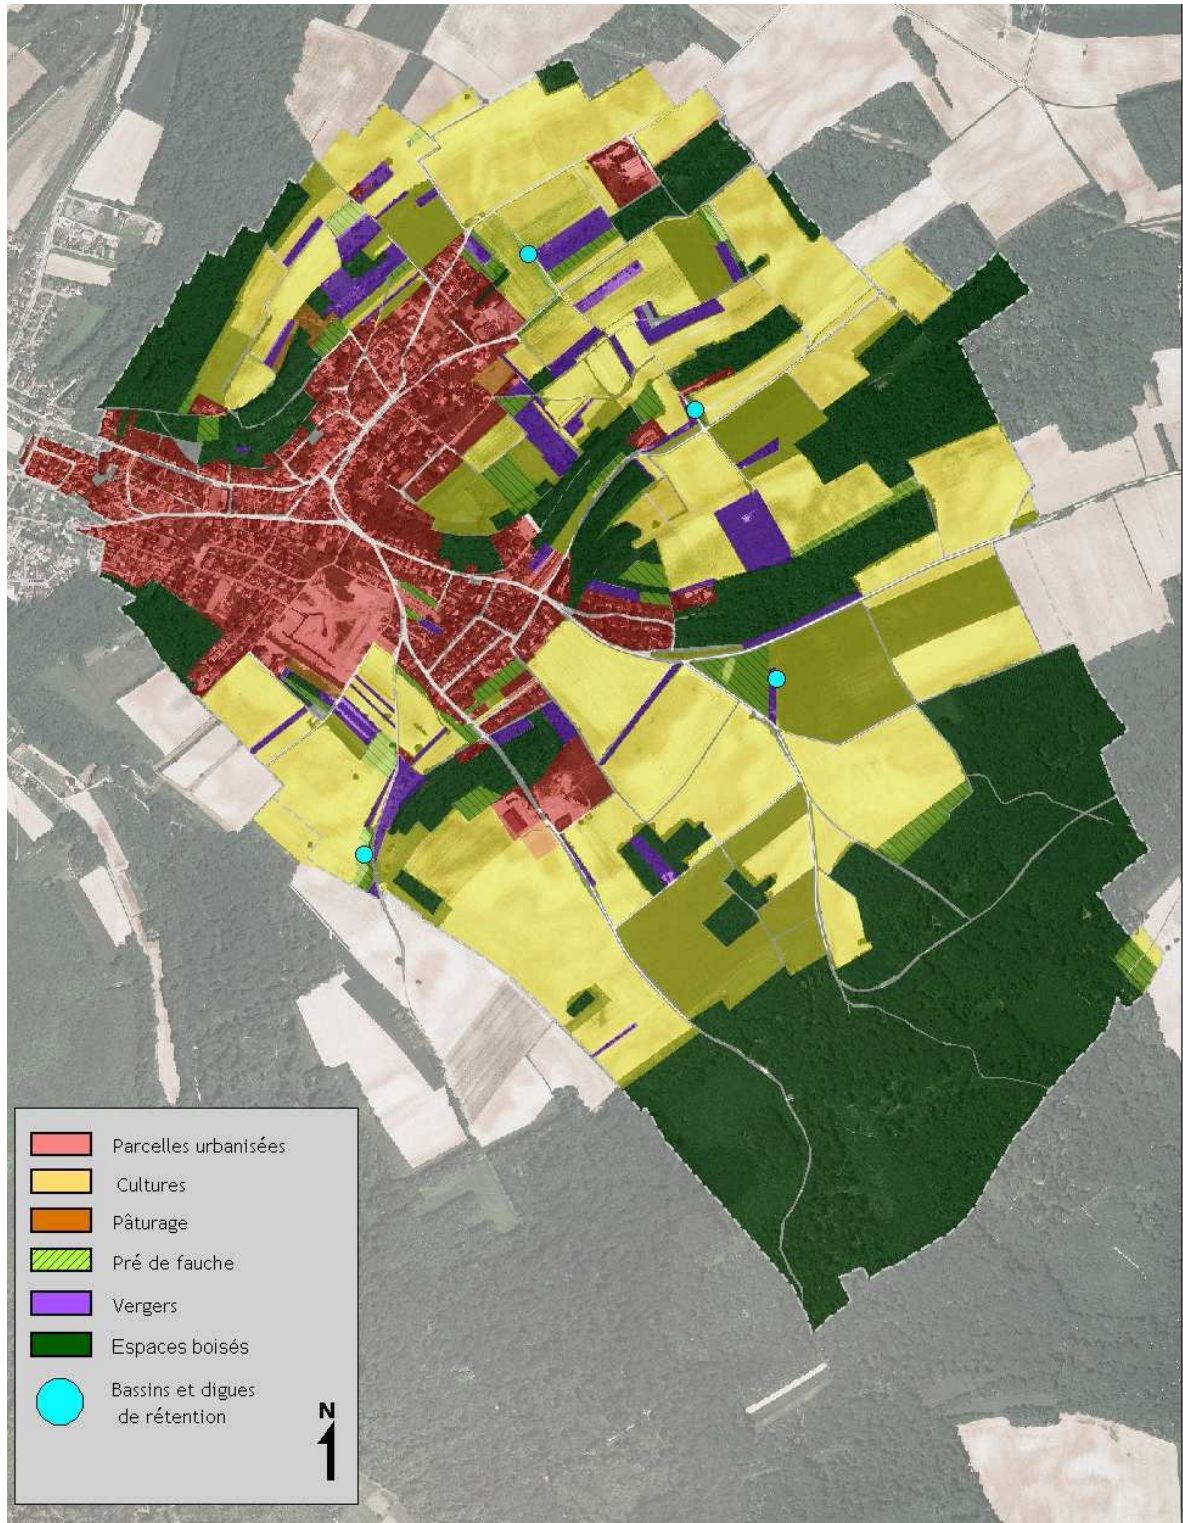 Parcelles urbanisées
Cultures
Pâturage
Pré de fauche
Vergers
Espaces boisés
Bassins et digues
de rétention
N